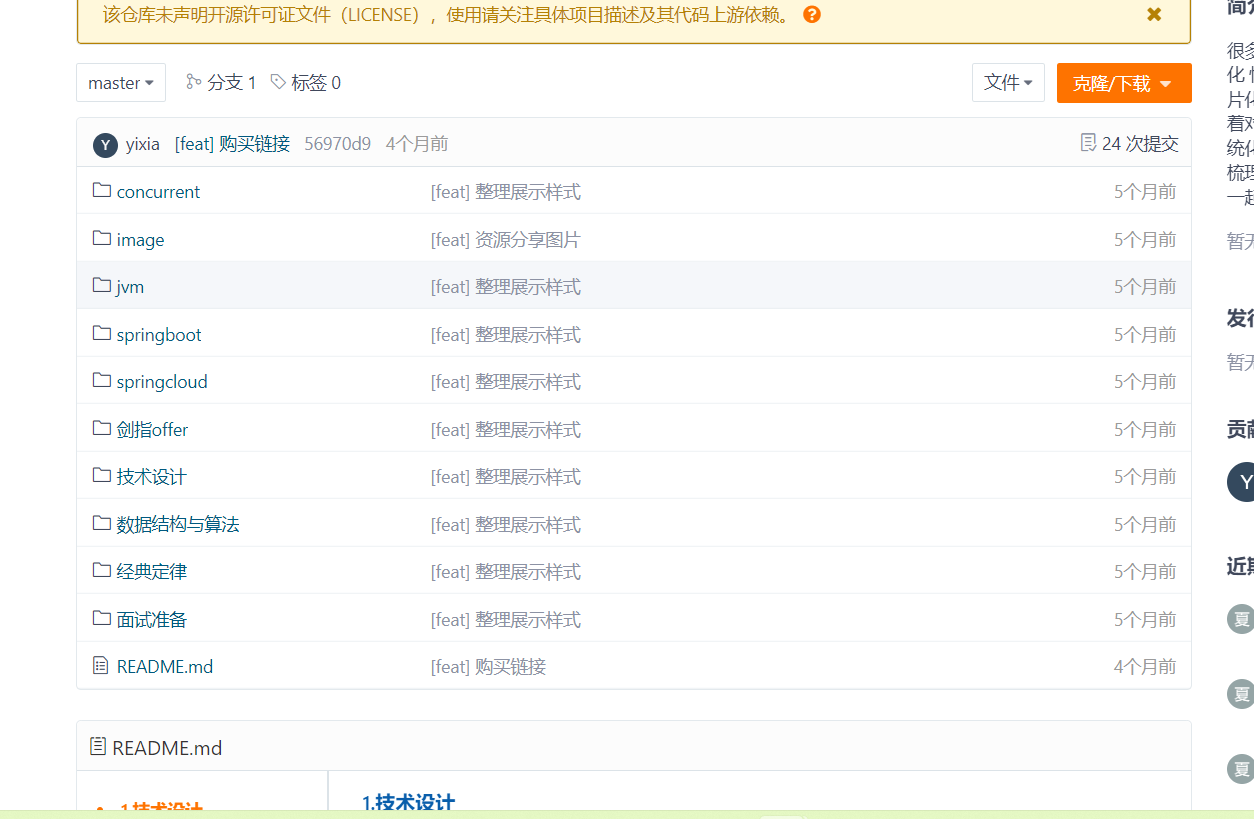 该仓库未声明开源许可证文件（LICENSE），使用请关注具体项目描述及其代码上游依赖。
master 分支 1 标签 0 文件 克隆/下载
Y yixia [feat] 购买链接 56970d9 4个月前 24 次提交
concurrent [feat] 整理展示样式 5个月前
image [feat] 资源分享图片 5个月前
jvm [feat] 整理展示样式 5个月前
springboot [feat] 整理展示样式 5个月前
springcloud [feat] 整理展示样式 5个月前
剑指offer [feat] 整理展示样式 5个月前
技术设计 [feat] 整理展示样式 5个月前
数据结构与算法 [feat] 整理展示样式 5个月前
经典定律 [feat] 整理展示样式 5个月前
面试准备 [feat] 整理展示样式 5个月前
README.md [feat] 购买链接 4个月前
README.md
1.技术设计
1.技术设计
简介
很多
化
片化
着对
统化
梳理
一起
暂无
发行
暂无
贡献
Y
近期
夏
夏
夏